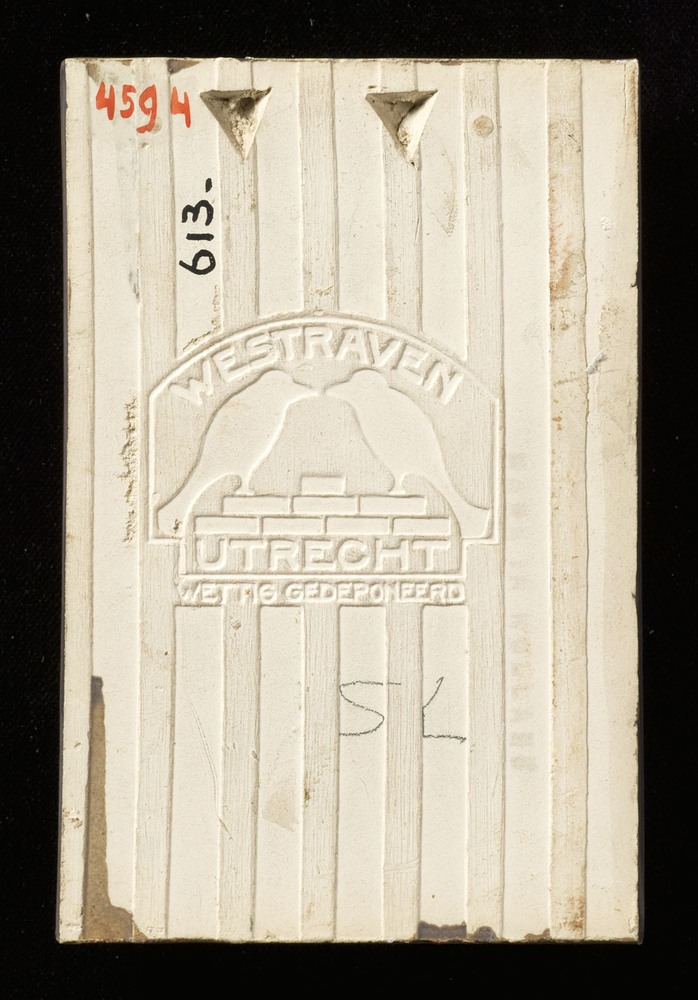 4594
613.
WESTRAVEN
UTRECHT
WETTIG GEDEPONEERD
SL